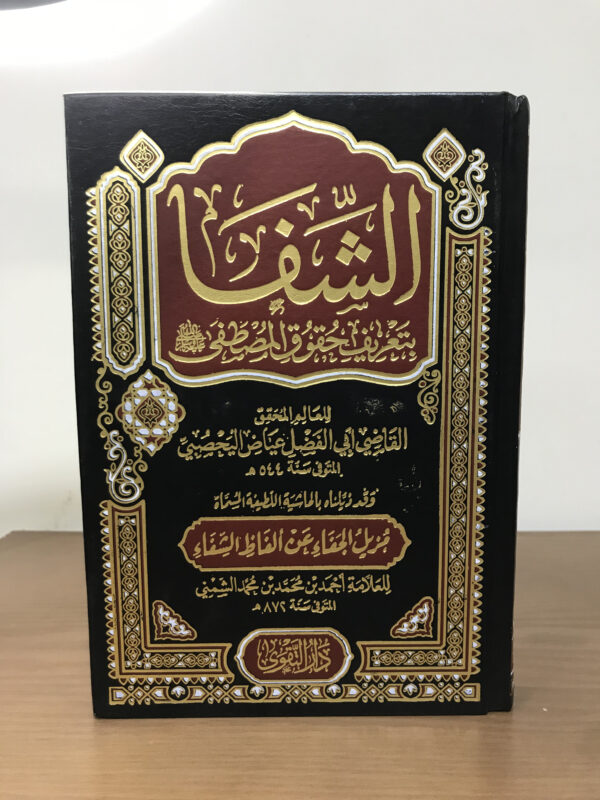 الشِّفَا
بتعريف حقوق المصطفى ﷺ
للعالم المحقق
القاضي أبي الفضل عياض اليحصبي
المتوفى سنة ٥٤٤ هـ
وقد ذيلناه بالحاشية اللطيفة المسماة
مزيل الخفاء عن ألفاظ الشفاء
للعلامة أحمد بن محمد بن محمد الشمني
المتوفى سنة ٨٧٢ هـ
دار التقوى